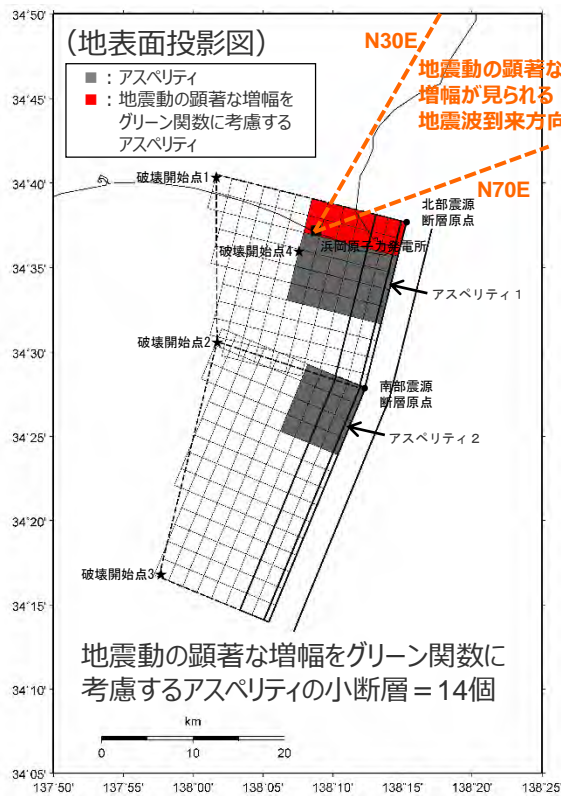 34°50'
(地表面投影図)
■ : アスペリティ
■ : 地震動の顕著な増幅を
グリーン関数に考慮する
アスペリティ
N30E
地震動の顕著な
増幅が見られる
地震波到来方向
34°45'
34°40'
破壊開始点1
N70E
北部震源
断層原点
浜岡原子力発電所
破壊開始点4
34°35'
アスペリティ1
34°30'
破壊開始点2
南部震源
断層原点
34°25'
アスペリティ2
34°20'
破壊開始点3
34°15'
地震動の顕著な増幅をグリーン関数に
考慮するアスペリティの小断層=14個
34°10'
km
0 10 20
34°05'
137°50' 137°55' 138°00' 138°05' 138°10' 138°15' 138°20' 138°25'